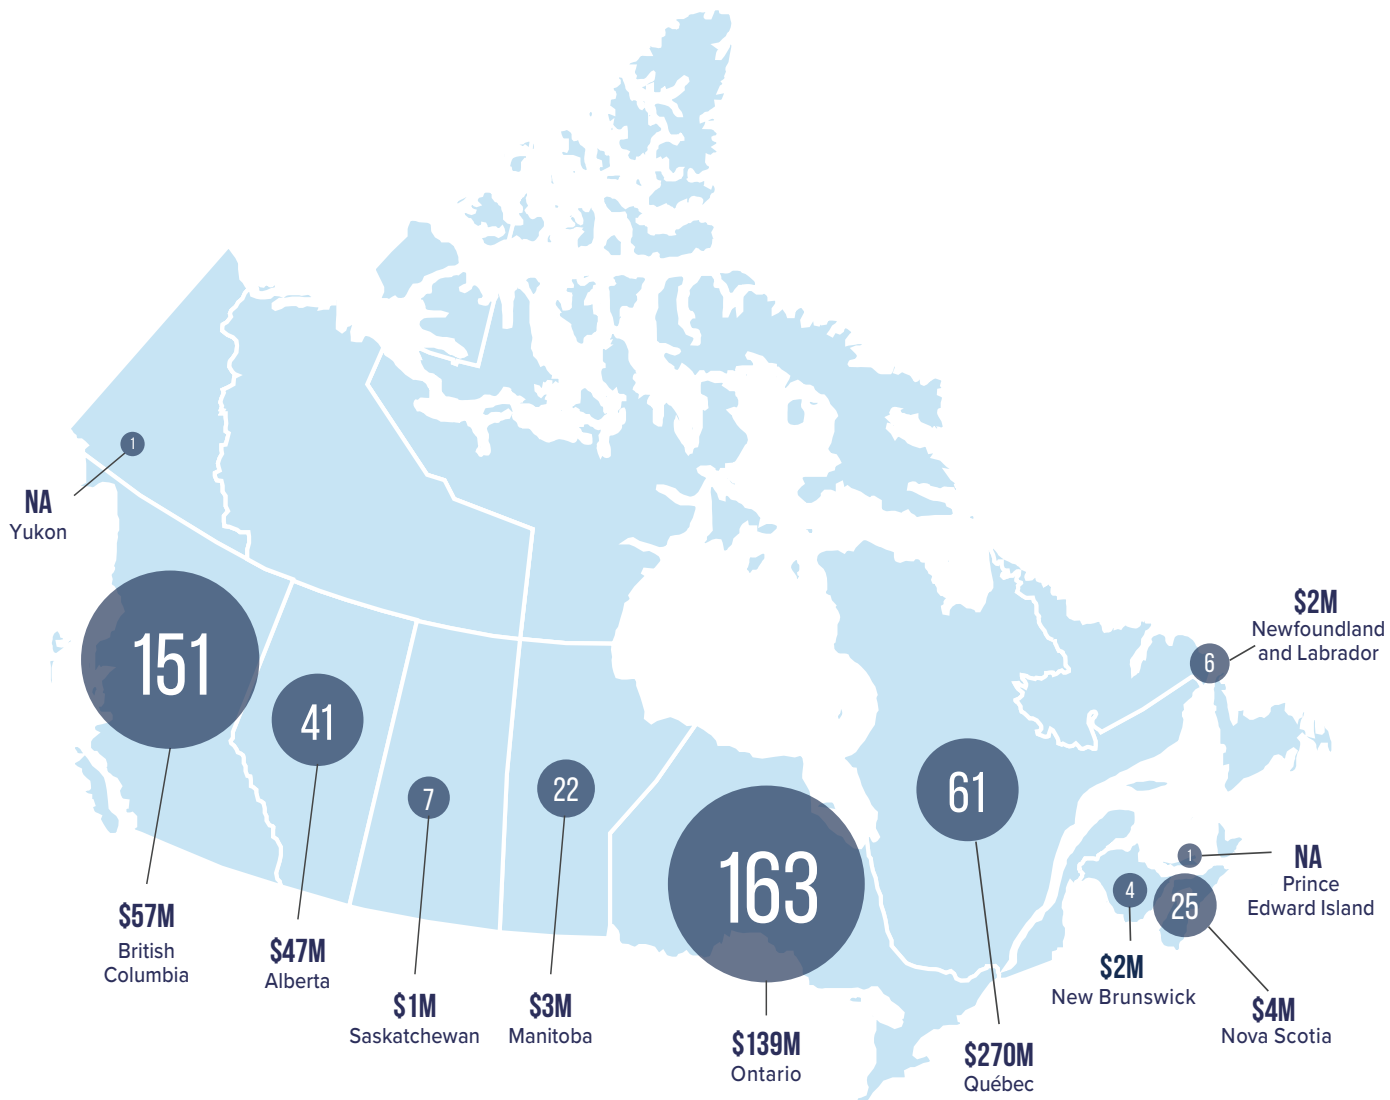 1
NA
Yukon
151
$57M
British
Columbia
41
$47M
Alberta
7
$1M
Saskatchewan
22
$3M
Manitoba
163
$139M
Ontario
61
$270M
Québec
6
$2M
Newfoundland
and Labrador
1
NA
Prince
Edward Island
4
$2M
New Brunswick
25
$4M
Nova Scotia